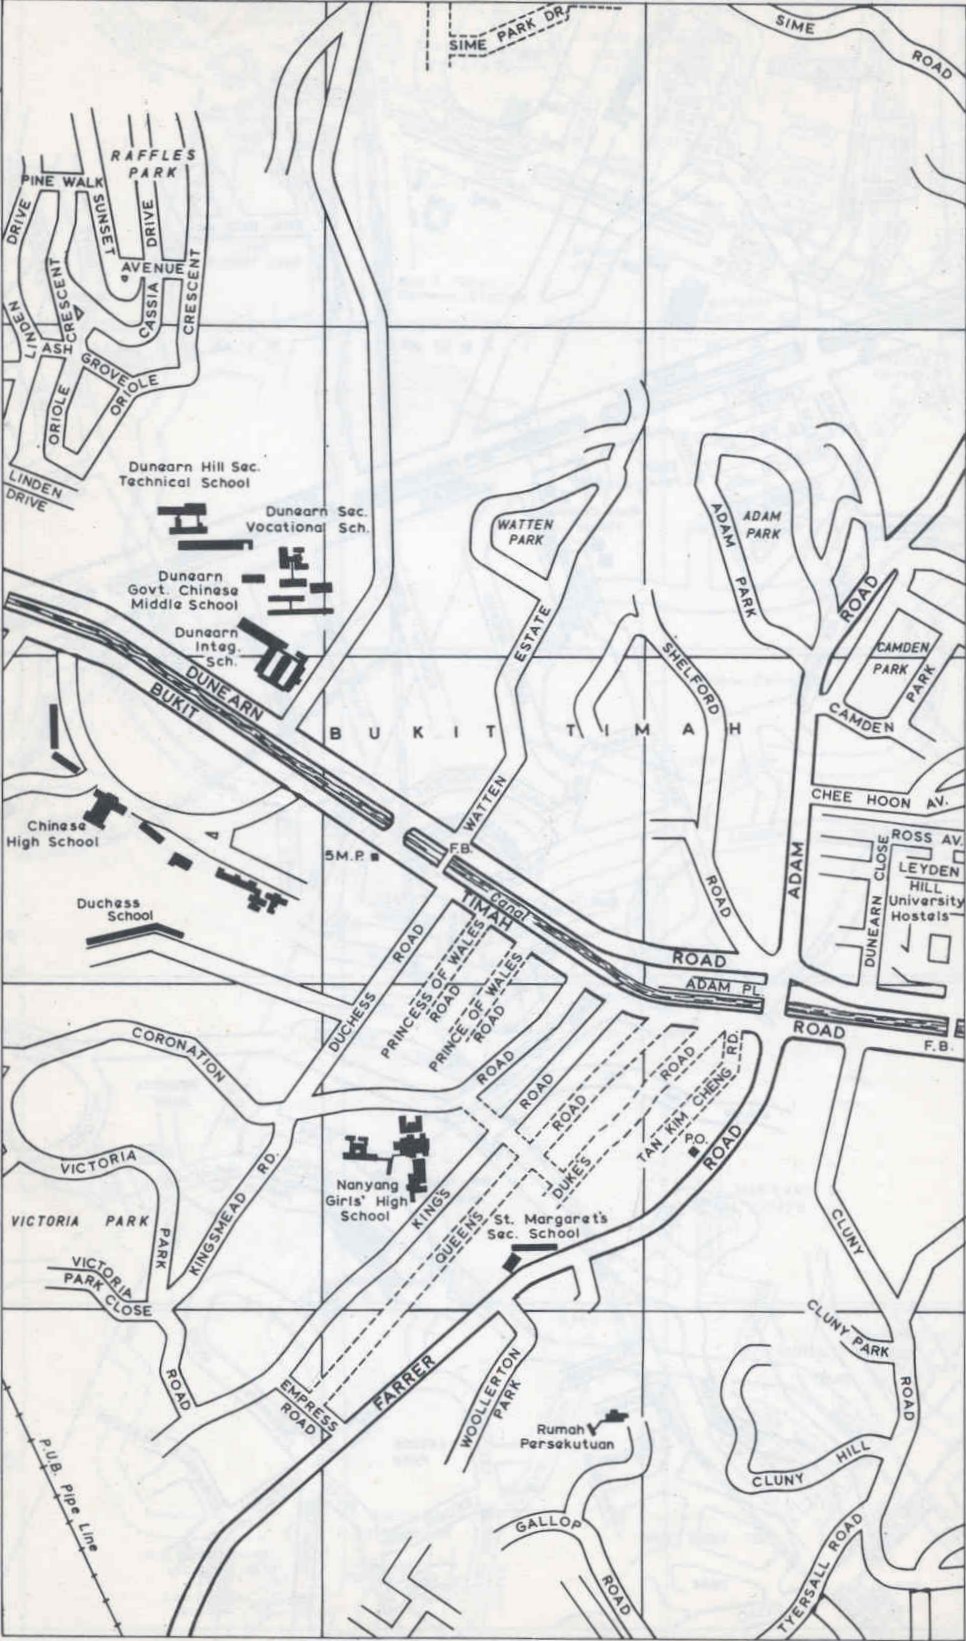 SIME PARK DR.
SIME
ROAD
RAFFLES
PARK
PINE WALK
DRIVE
SUNSET
DRIVE
AVENUE
CRESCENT
CASSIA
CRESCENT
LINDEN
ASH
GROVE
ORIOLE
ORIOLE
LINDEN
DRIVE
Dunearn Hill Sec.
Technical School
Dunearn Sec.
Vocational Sch.
Dunearn
Govt. Chinese
Middle School
Dunearn
Integ.
Sch.
WATTEN
PARK
ADAM
PARK
ADAM
PARK
ROAD
ESTATE
SHELFORD
CAMDEN
PARK
PARK
CAMDEN
DUNEARN
BUKIT
BUKIT TIMAH
WATTEN
CHEE HOON AV.
Chinese
High School
5 M.P.
F.B.
ADAM
ROSS AV.
LEYDEN
HILL
University
Hostels
DUNEARN CLOSE
Duchess
School
TIMAH
Canal
ROAD
ROAD
PRINCESS OF WALES
ROAD
PRINCE OF WALES
ROAD
ROAD
ADAM PL.
ROAD
F.B.
DUCHESS
CORONATION
ROAD
ROAD
ROAD
ROAD
RD.
TAN KIM CHENG
P.O.
ROAD
VICTORIA
RD.
Nanyang
Girls' High
School
KING'S
DUKE'S
VICTORIA PARK
PARK
KINGSMEAD
QUEEN'S
St. Margaret's
Sec. School
CLUNY
VICTORIA
PARK CLOSE
CLUNY PARK
ROAD
EMPRESS
ROAD
FARRER
WOOLLERTON
PARK
ROAD
Rumah
Persekutuan
P.U.B. Pipe Line
CLUNY
HILL
GALLOP
ROAD
TYERSALL ROAD